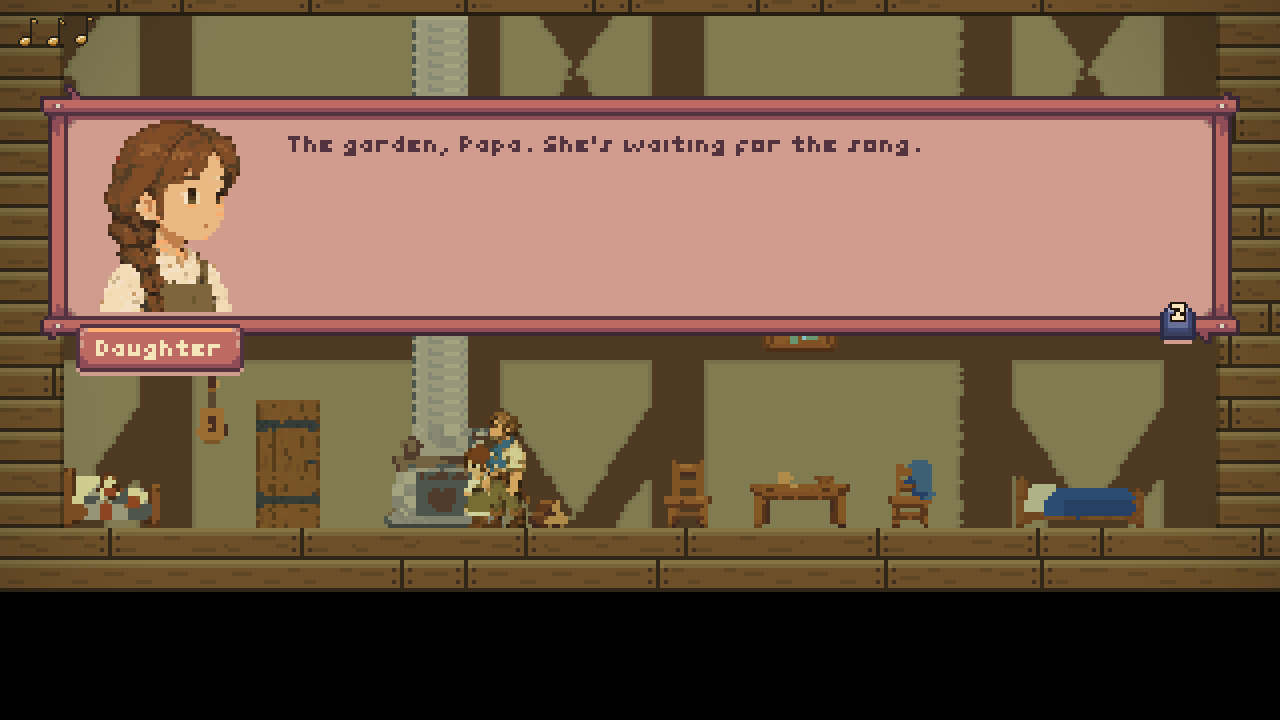 The garden, Papa. She's waiting for the song.
Daughter